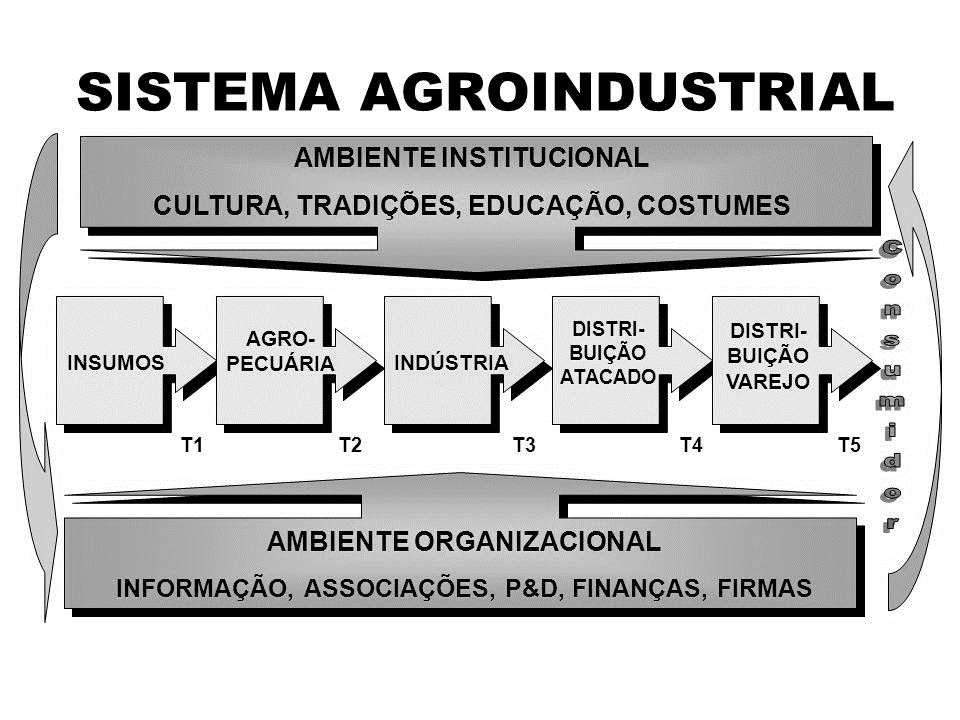 SISTEMA AGROINDUSTRIAL
AMBIENTE INSTITUCIONAL
CULTURA, TRADIÇÕES, EDUCAÇÃO, COSTUMES
INSUMOS
AGRO-
PECUÁRIA
INDÚSTRIA
DISTRI-
BUIÇÃO
ATACADO
DISTRI-
BUIÇÃO
VAREJO
Consumidor
T1
T2
T3
T4
T5
AMBIENTE ORGANIZACIONAL
INFORMAÇÃO, ASSOCIAÇÕES, P&D, FINANÇAS, FIRMAS